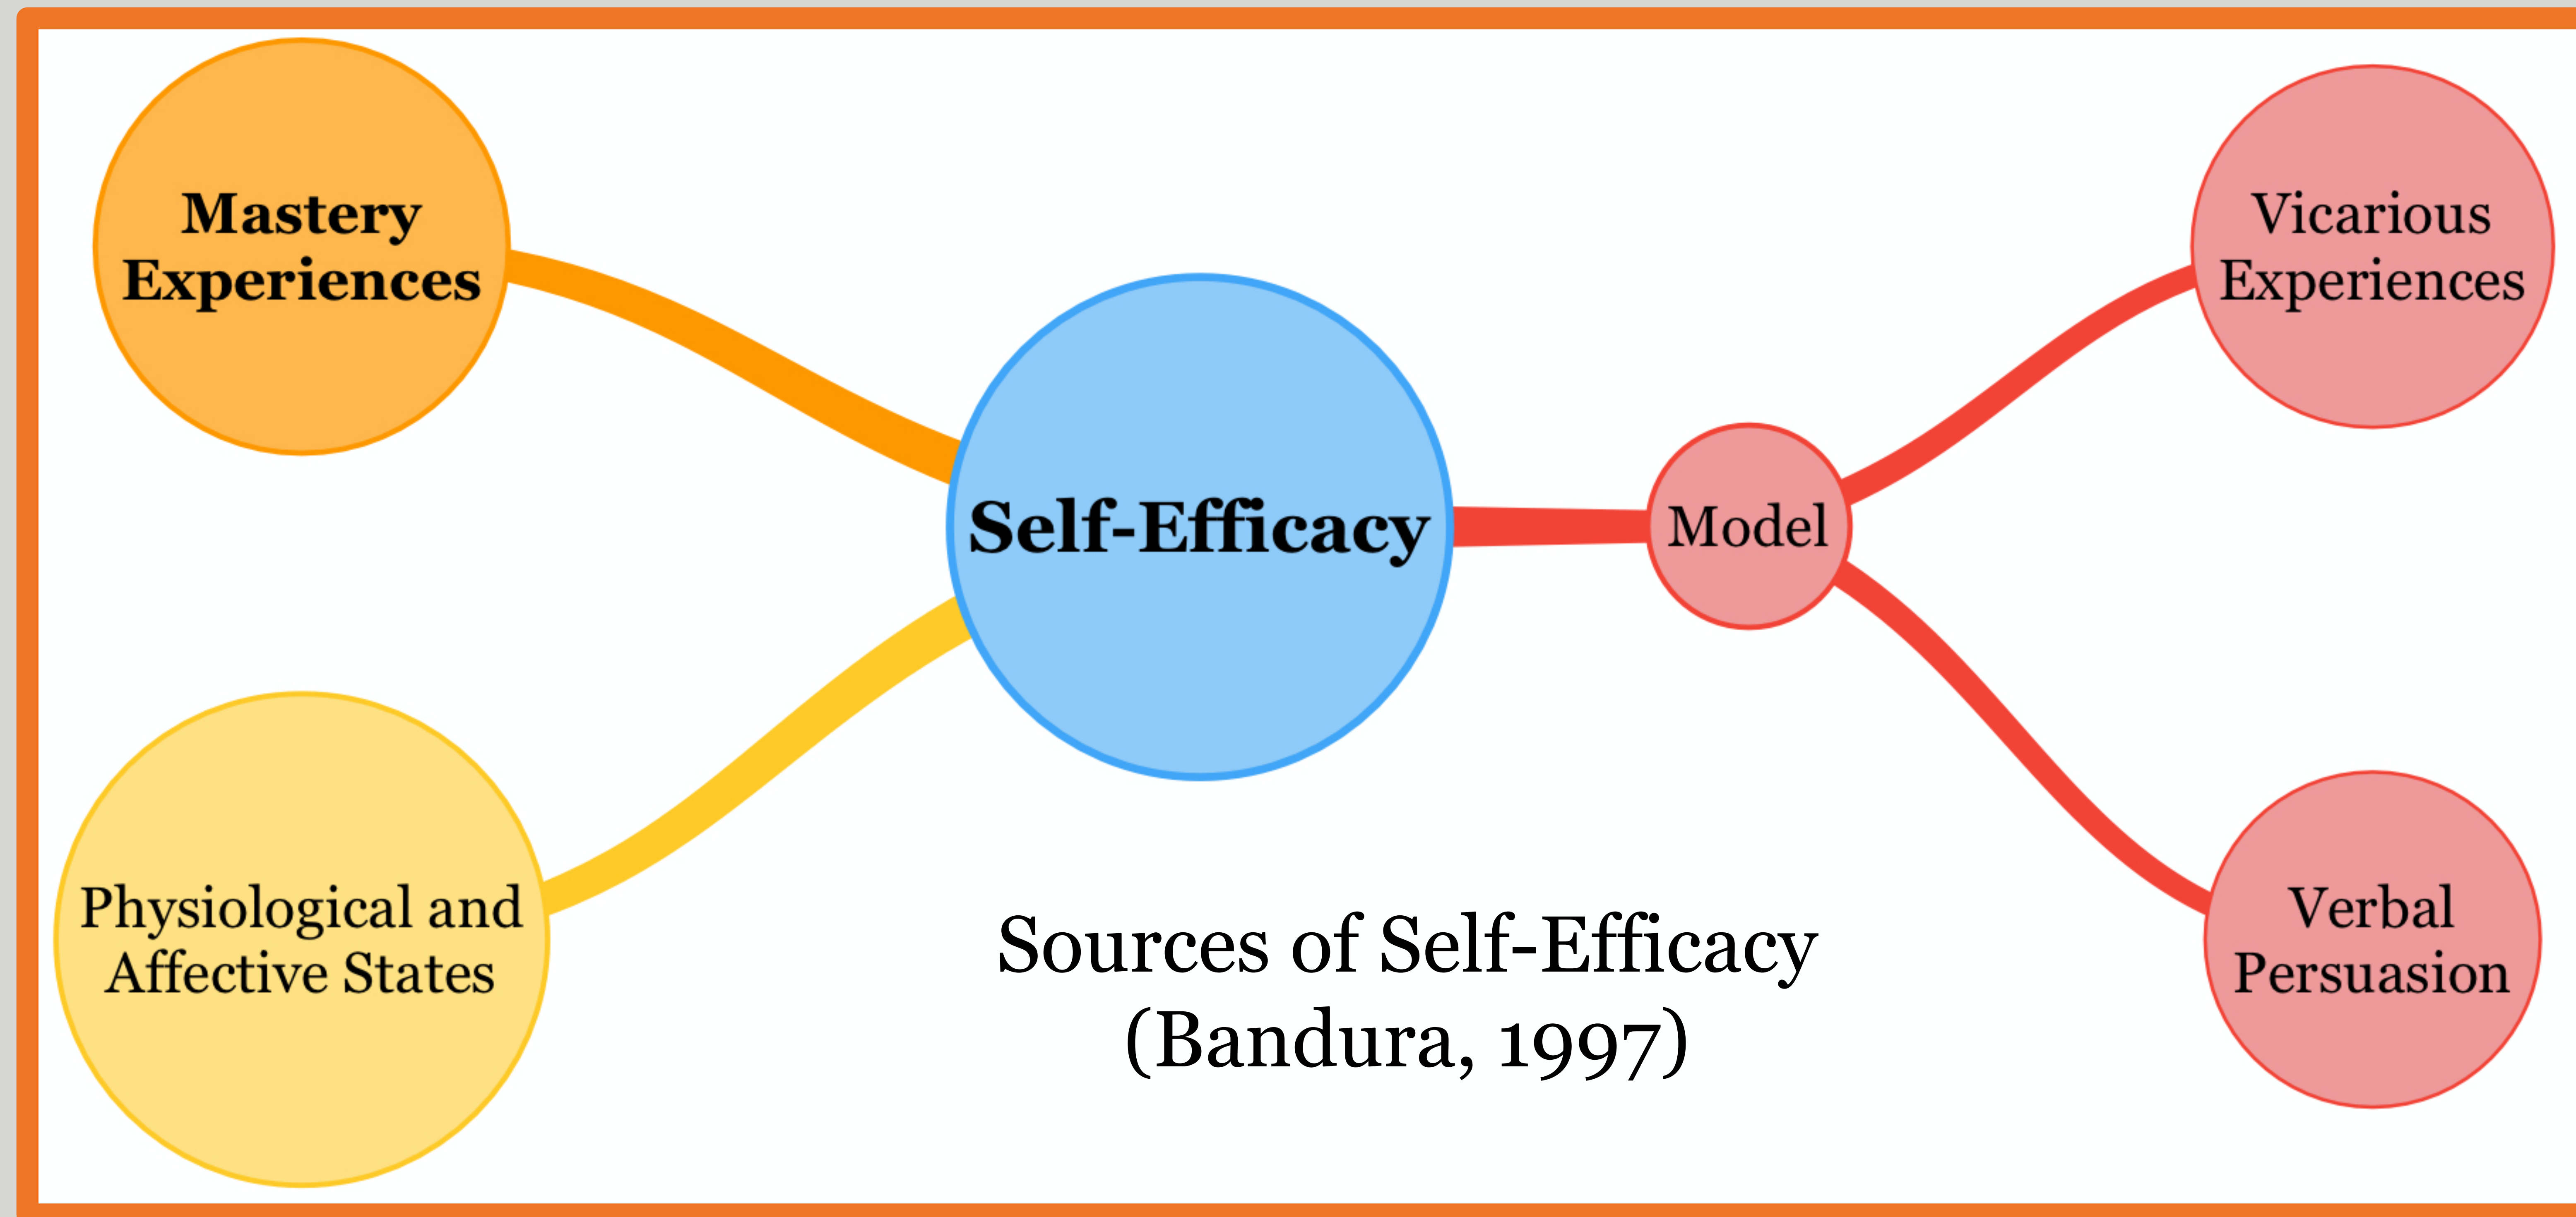 Mastery
Experiences
Physiological and
Affective States
Self-Efficacy
Model
Vicarious
Experiences
Verbal
Persuasion
Sources of Self-Efficacy
(Bandura, 1997)